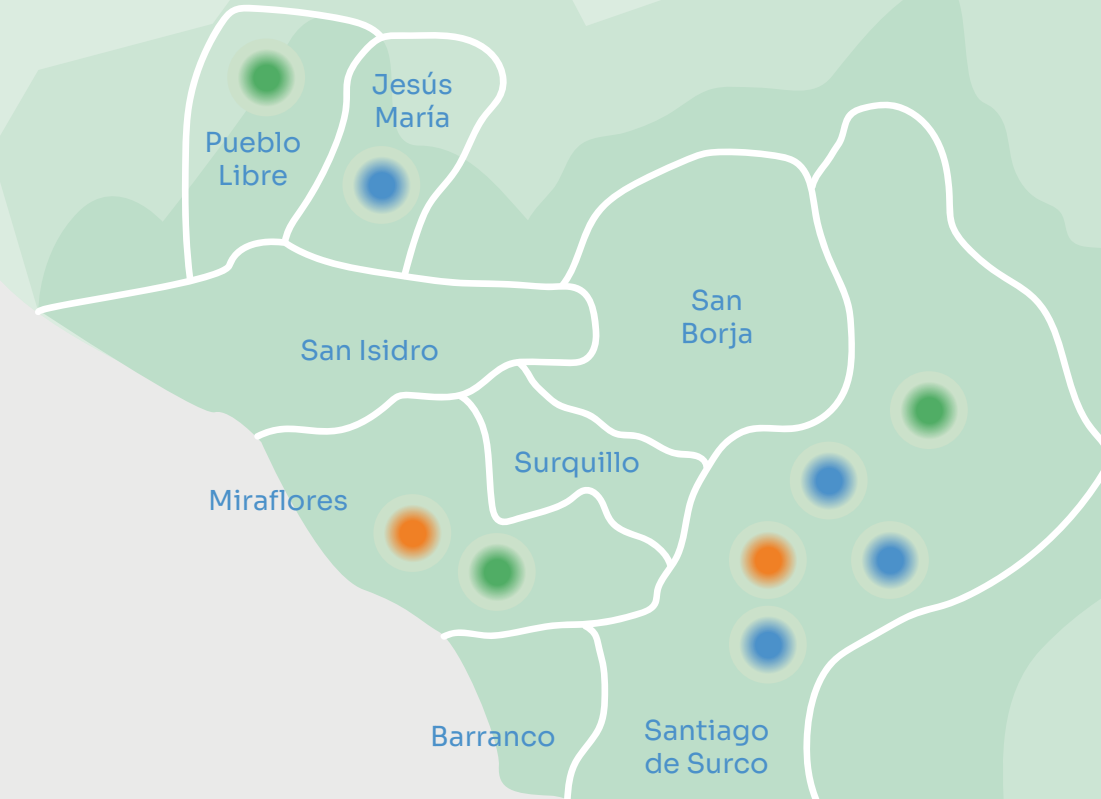 Jesús
María
Pueblo
Libre
San
Borja
San Isidro
Surquillo
Miraflores
Santiago
de Surco
Barranco